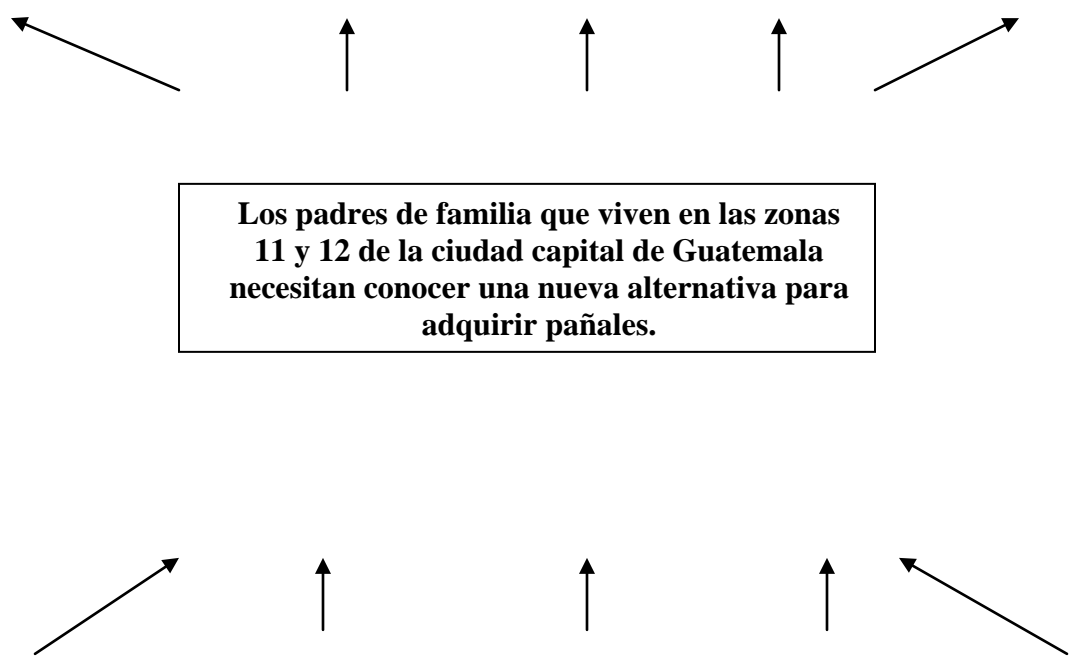 Los padres de familia que viven en las zonas
11 y 12 de la ciudad capital de Guatemala
necesitan conocer una nueva alternativa para
adquirir pañales.